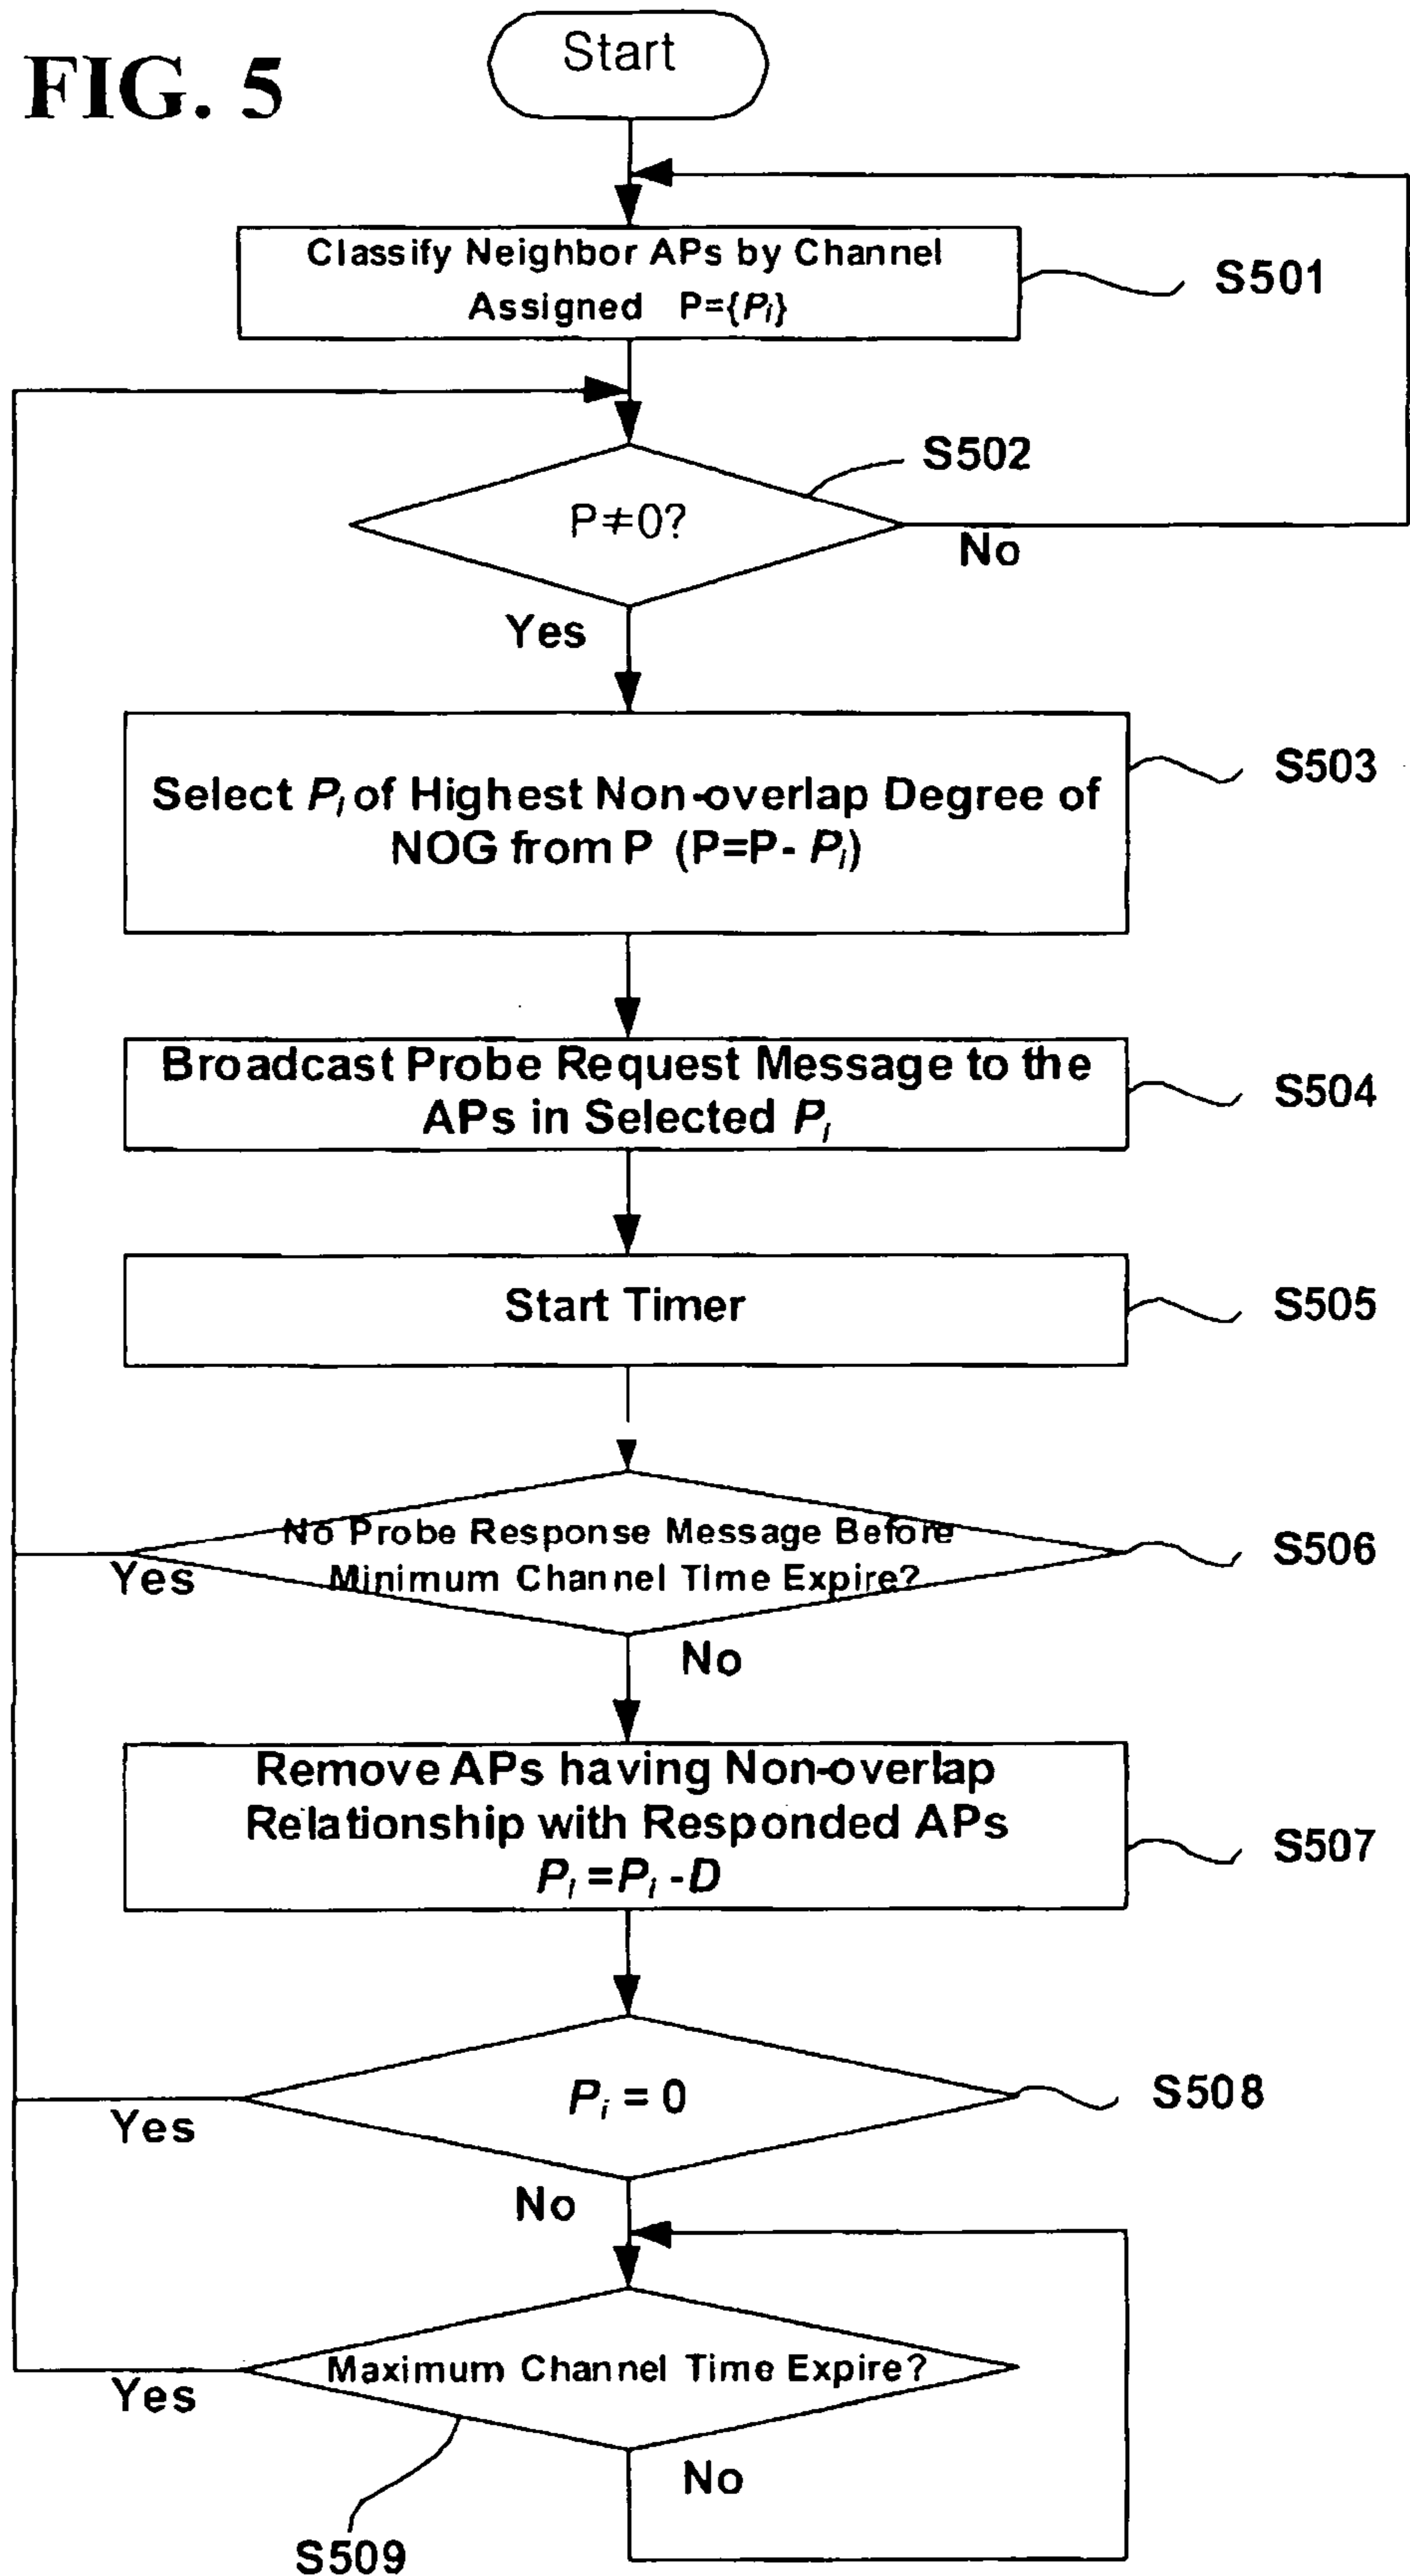 FIG. 5
Start
Classify Neighbor APs by Channel
Assigned P={Pi}
S501
P≠0?
S502
No
Yes
Select Pi of Highest Non-overlap Degree of
NOG from P (P=P- Pi)
S503
Broadcast Probe Request Message to the
APs in Selected Pi
S504
Start Timer
S505
No Probe Response Message Before
Minimum Channel Time Expire?
S506
Yes
No
Remove APs having Non-overlap
Relationship with Responded APs
Pi =Pi -D
S507
Pi = 0
S508
Yes
No
Maximum Channel Time Expire?
Yes
No
S509